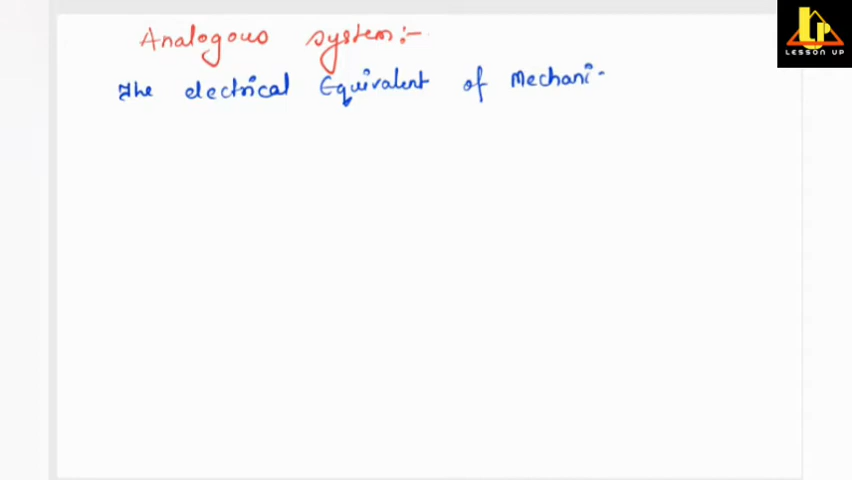 Analogous system:-
The electrical Equivalent of Mechani-
LESSON UP